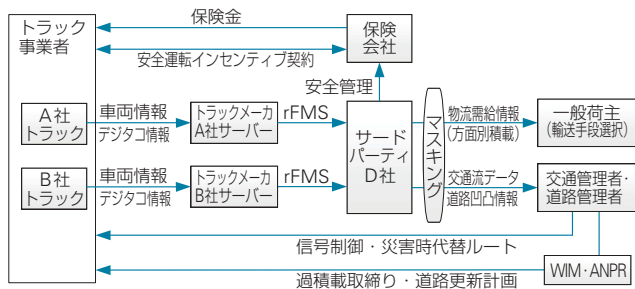 トラック
事業者
保険金
保険
会社
安全運転インセンティブ契約
安全管理
A社
トラック
車両情報
デジタコ情報
トラックメーカ
A社サーバー
rFMS
サード
パーティ
D社
マスキング
物流需給情報
(方面別積載)
一般荷主
(輸送手段選択)
B社
トラック
車両情報
デジタコ情報
トラックメーカ
B社サーバー
rFMS
交通流データ
道路凹凸情報
交通管理者・
道路管理者
信号制御・災害時代替ルート
過積載取締り・道路更新計画
WIM・ANPR